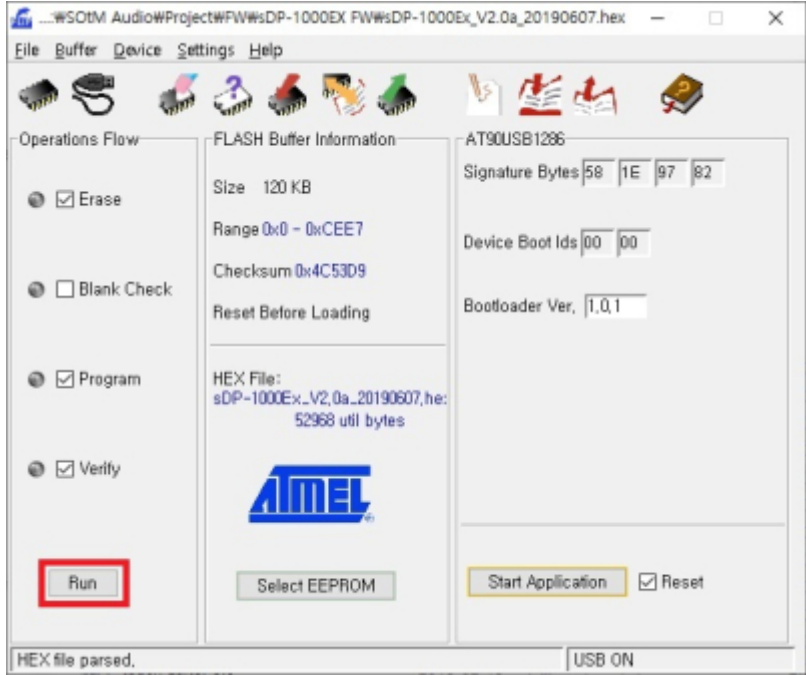 ...₩SOtM Audio₩Project₩FW₩sDP-1000EX FW₩sDP-1000Ex_V2.0a_20190607.hex
File Buffer Device Settings Help
Operations Flow
Erase
Blank Check
Program
Verify
Run
FLASH Buffer Information
Size 120 KB
Range 0x0 - 0xCEE7
Checksum 0x4C53D9
Reset Before Loading
HEX File:
sDP-1000Ex_V2,0a_20190607,he:
52968 util bytes
ATMEL
Select EEPROM
AT90USB1286
Signature Bytes 58 1E 97 82
Device Boot Ids 00 00
Bootloader Ver, 1,0,1
Start Application
Reset
HEX file parsed,
USB ON